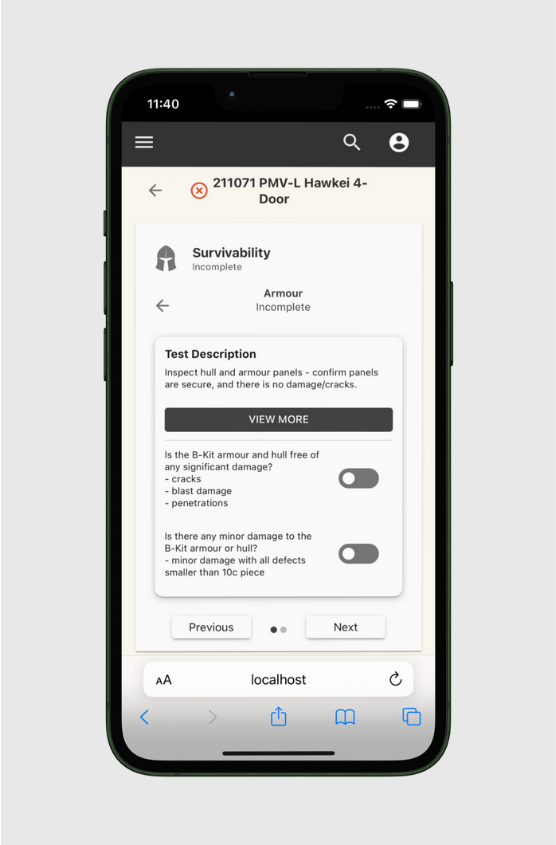 11:40
211071 PMV-L Hawkei 4-
Door
Survivability
Incomplete
Armour
Incomplete
Test Description
Inspect hull and armour panels - confirm panels
are secure, and there is no damage/cracks.
VIEW MORE
Is the B-Kit armour and hull free of
any significant damage?
- cracks
- blast damage
- penetrations
Is there any minor damage to the
B-Kit armour or hull?
- minor damage with all defects
smaller than 10c piece
Previous
Next
AA
localhost